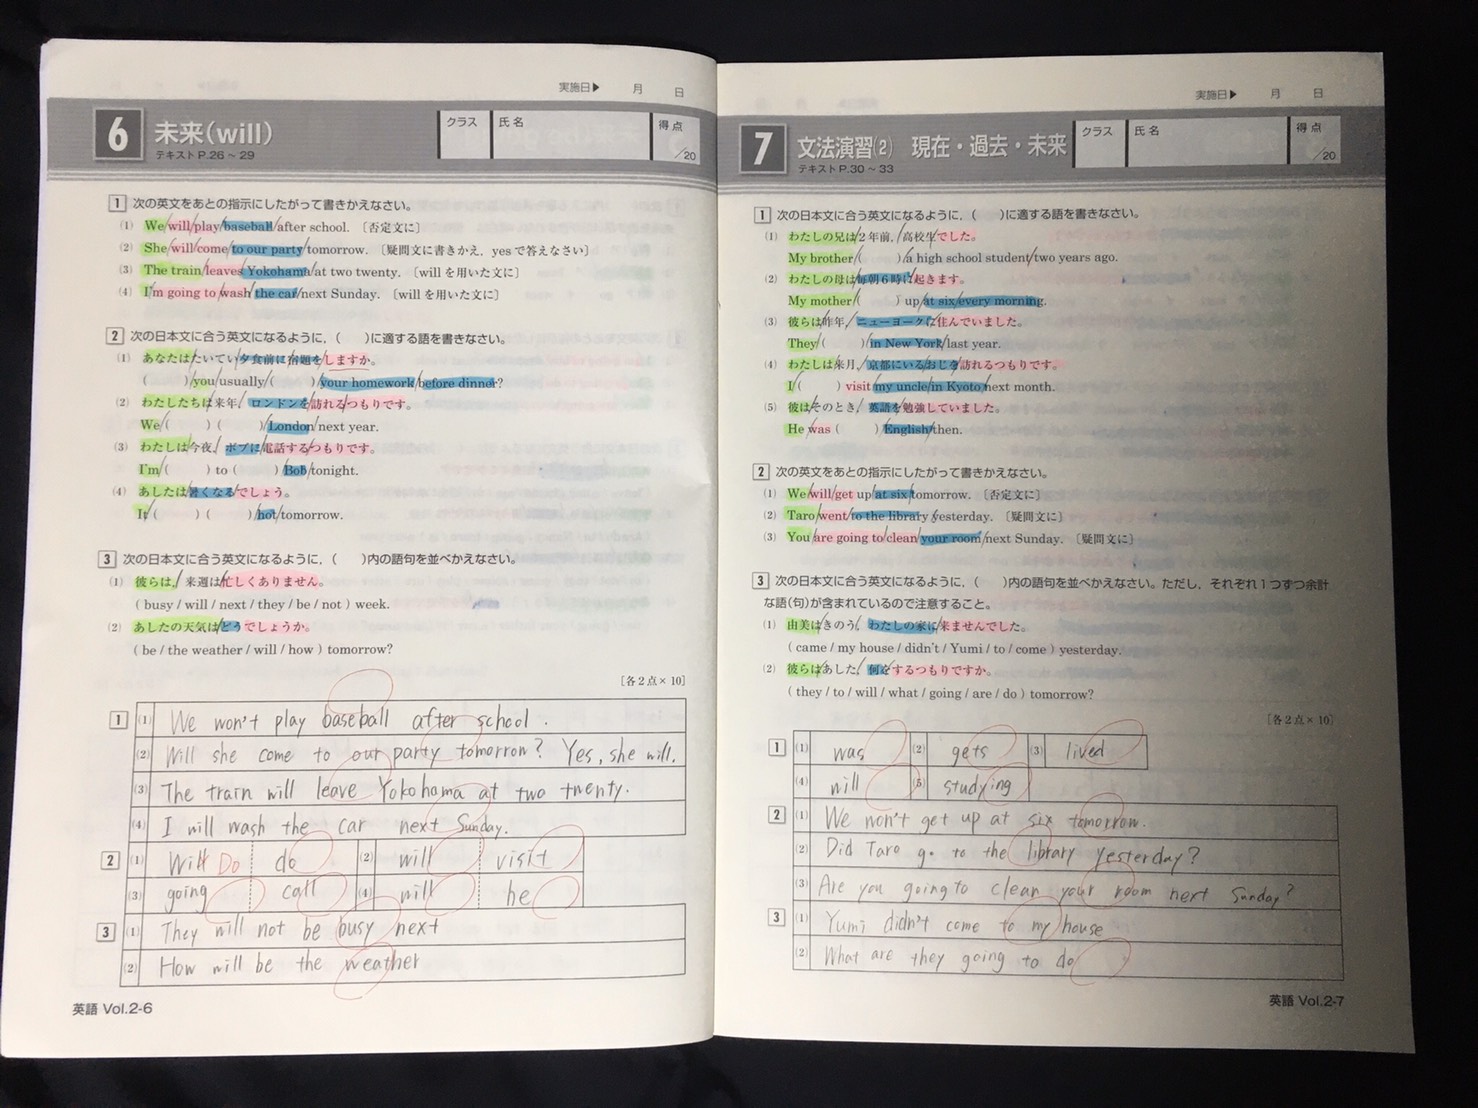 実施日▶ 月 日
6 未来(will)
テキストP.26～29
クラス 氏名 得点 /20
1 次の英文をあとの指示にしたがって書きかえなさい。
(1) We/will/play/baseball/after school. 〔否定文に〕
(2) She/will/come/to our party/tomorrow. 〔疑問文に書きかえ，yesで答えなさい〕
(3) The train/leaves/Yokohama/at two twenty. 〔willを用いた文に〕
(4) I'm going to/wash/the car/next Sunday. 〔willを用いた文に〕
2 次の日本文に合う英文になるように，( )に適する語を書きなさい。
(1) あなたは/たいてい/夕食前に/宿題を/しますか。
( )/you/usually/( )/your homework/before dinner?
(2) わたしたちは/来年，/ロンドンを/訪れる/つもりです。
We/( ) ( )/London/next year.
(3) わたしは/今夜，/ボブに/電話する/つもりです。
I'm/( ) to ( )/Bob/tonight.
(4) あしたは/暑くなる/でしょう。
It/( ) ( )/hot/tomorrow.
3 次の日本文に合う英文になるように，( )内の語句を並べかえなさい。
(1) 彼らは，/来週は/忙しくありません。
( busy / will / next / they / be / not ) week.
(2) あしたの天気は/どう/でしょうか。
( be / the weather / will / how ) tomorrow?
［各2点×10］
1 (1) We won't play baseball after school.
(2) Will she come to our party tomorrow? Yes, she will.
(3) The train will leave Yokohama at two twenty.
(4) I will wash the car next Sunday.
2 (1) Will Do do (2) will visit
(3) going call (4) will be
3 (1) They will not be busy next
(2) How will be the weather
英語 Vol.2-6
実施日▶ 月 日
7 文法演習(2) 現在・過去・未来
テキストP.30～33
クラス 氏名 得点 /20
1 次の日本文に合う英文になるように，( )に適する語を書きなさい。
(1) わたしの兄は/2年前，/高校生/でした。
My brother/( )/a high school student/two years ago.
(2) わたしの母は/毎朝6時に/起きます。
My mother/( ) up/at six/every morning.
(3) 彼らは/昨年，/ニューヨークに/住んでいました。
They/( )/in New York/last year.
(4) わたしは/来月，/京都にいる/おじを/訪れるつもりです。
I/( ) visit/my uncle/in Kyoto/next month.
(5) 彼は/そのとき，/英語を/勉強していました。
He was ( )/English/then.
2 次の英文をあとの指示にしたがって書きかえなさい。
(1) We/will/get up/at six/tomorrow. 〔否定文に〕
(2) Taro/went/to the library/yesterday. 〔疑問文に〕
(3) You/are going to/clean/your room/next Sunday. 〔疑問文に〕
3 次の日本文に合う英文になるように，( )内の語句を並べかえなさい。ただし，それぞれ1つずつ余計
な語(句)が含まれているので注意すること。
(1) 由美は/きのう，/わたしの家に/来ませんでした。
( came / my house / didn't / Yumi / to / come ) yesterday.
(2) 彼らは/あした，/何を/するつもりですか。
( they / to / will / what / going / are / do ) tomorrow?
［各2点×10］
1 (1) was (2) gets (3) lived
(4) will (5) studying
2 (1) We won't get up at six tomorrow.
(2) Did Taro go to the library yesterday?
(3) Are you going to clean your room next Sunday?
3 (1) Yumi didn't come to my house
(2) What are they going to do
英語 Vol.2-7